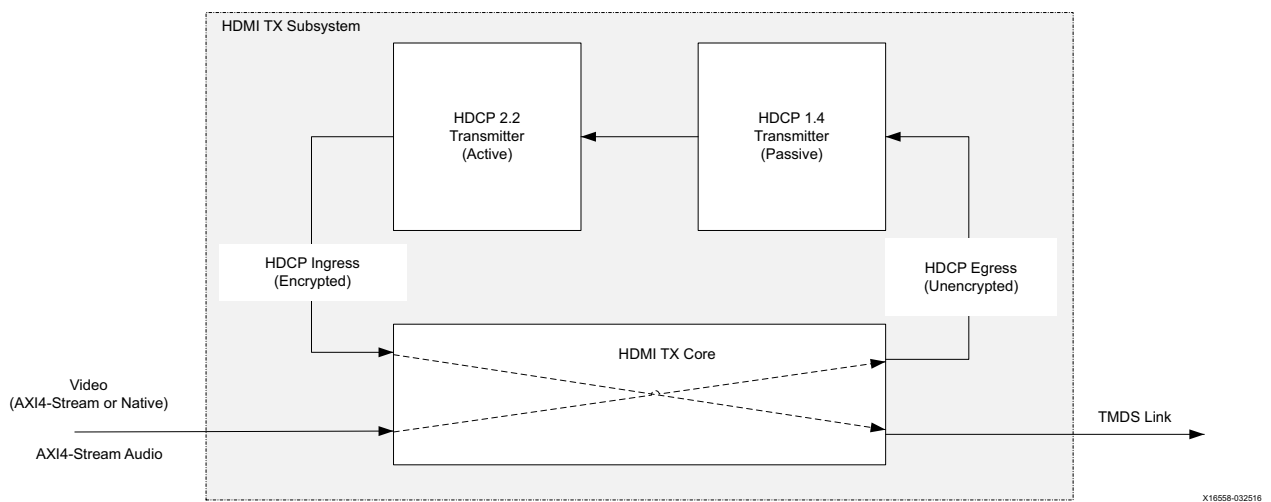 HDMI TX Subsystem
HDCP 2.2
Transmitter
(Active)
HDCP 1.4
Transmitter
(Passive)
HDCP Ingress
(Encrypted)
HDCP Egress
(Unencrypted)
HDMI TX Core
Video
(AXI4-Stream or Native)
AXI4-Stream Audio
TMDS Link
X16558-032516